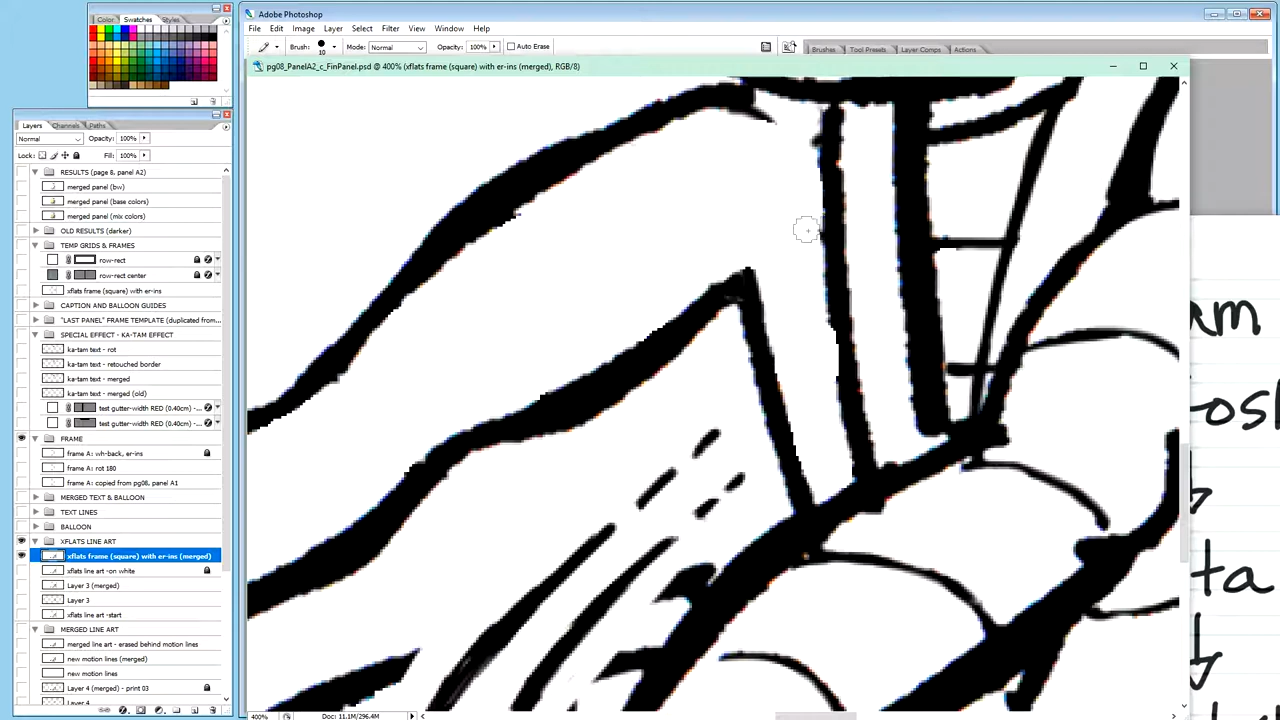 Color Swatches Styles
Adobe Photoshop
File Edit Image Layer Select Filter View Window Help
Brush: 10 Mode: Normal Opacity: 100% Auto Erase
Brushes Tool Presets Layer Comps Actions
pg08_PanelA2_c_FinPanel.psd @ 400% (xflats frame (square) with er-ins (merged), RGB/8)
Layers Channels Paths
Normal Opacity: 100%
Lock: Fill: 100%
RESULTS (page 8, panel A2)
merged panel (bw)
merged panel (base colors)
merged panel (mix colors)
OLD RESULTS (darker)
TEMP GRIDS & FRAMES
row-rect
row-rect center
xflats frame (square) with er-ins
CAPTION AND BALLOON GUIDES
"LAST PANEL" FRAME TEMPLATE (duplicated from...
SPECIAL EFFECT - KA-TAM EFFECT
ka-tam text - rot
ka-tam text - retouched border
ka-tam text - merged
ka-tam text - merged (old)
test gutter-width RED (0.40cm) -...
test gutter-width RED (0.40cm) -...
FRAME
frame A: wh-back, er-ins
frame A: rot 180
frame A: copied from pg08, panel A1
MERGED TEXT & BALLOON
TEXT LINES
BALLOON
XFLATS LINE ART
xflats frame (square) with er-ins (merged)
xflats line art -on white
Layer 3 (merged)
Layer 3
xflats line art -start
MERGED LINE ART
merged line art - erased behind motion lines
new motion lines (merged)
new motion lines
Layer 4 (merged) - print 03
Layer 4
400% Doc: 11.1M/296.4M